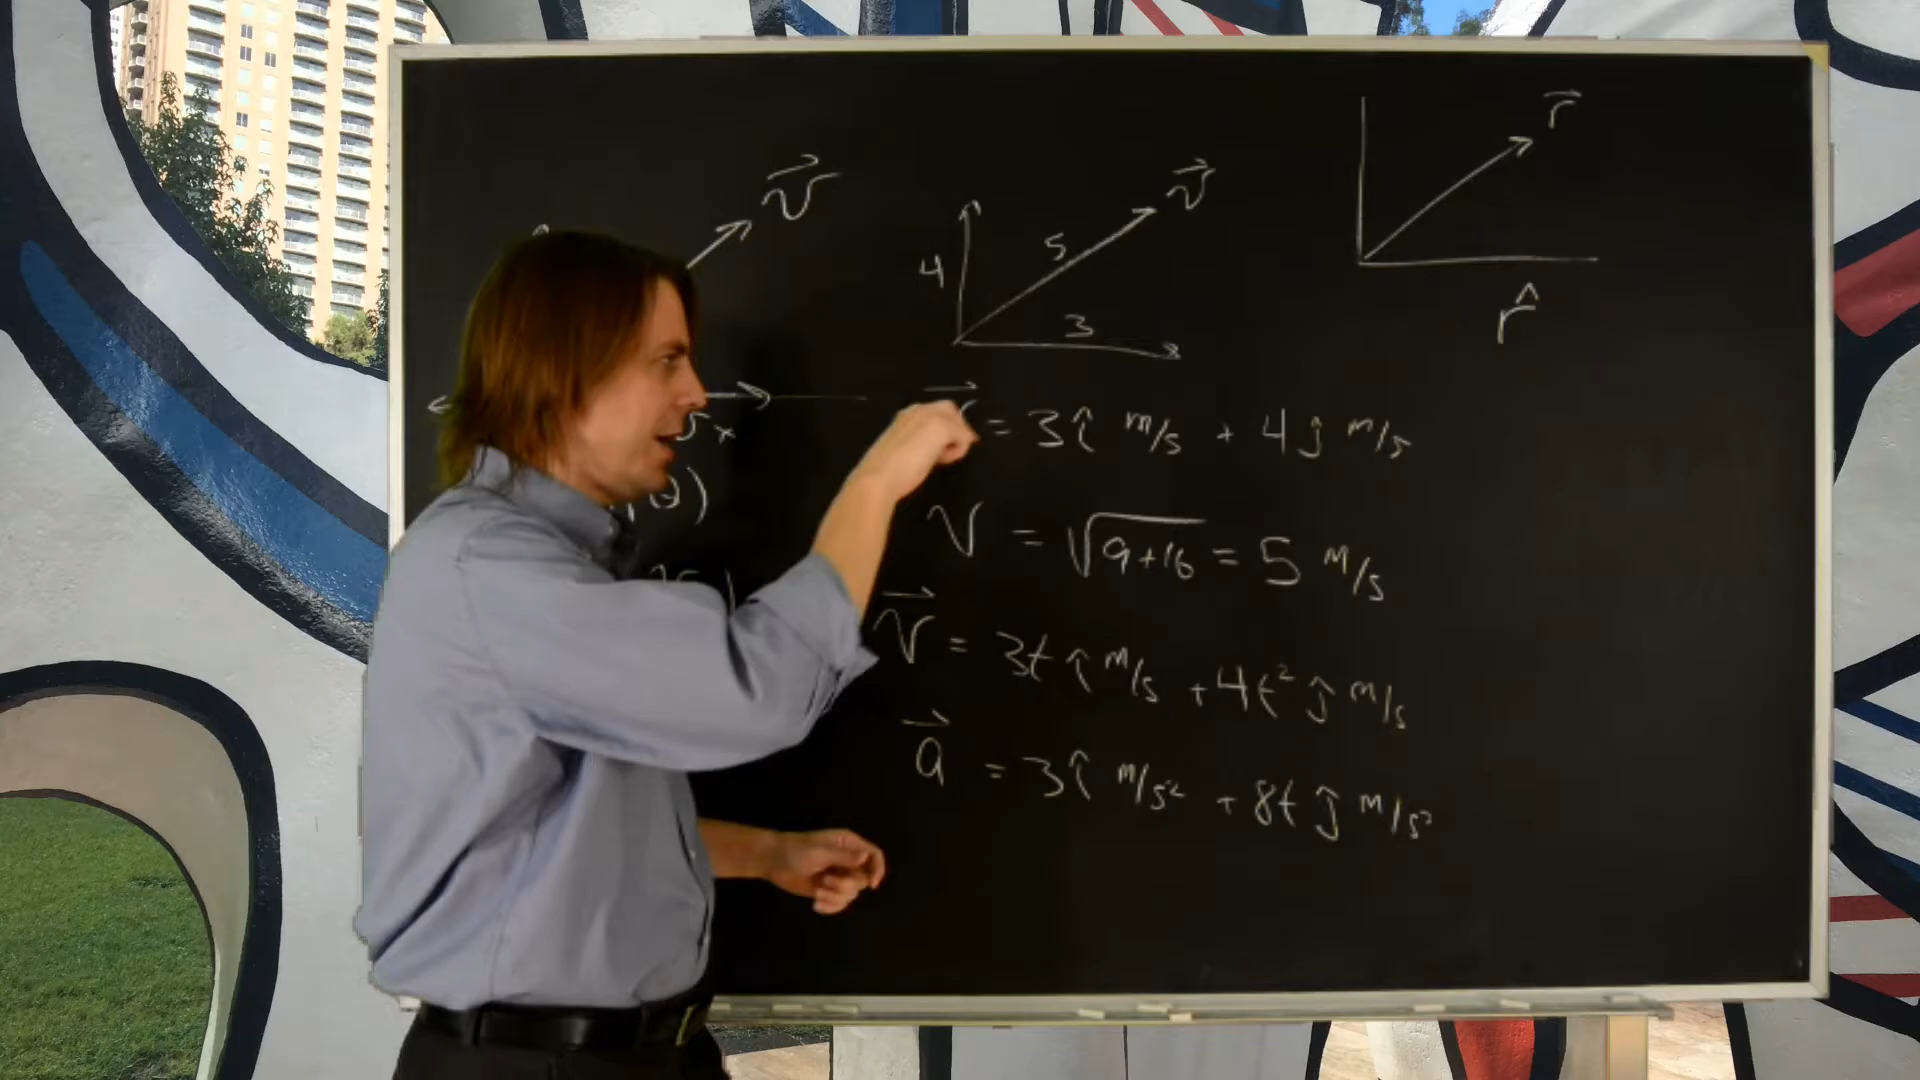 v⃗
v⃗
4
5
3
r⃗
r̂
x
= 3î m/s + 4ĵ m/s
θ)
v = √(9+16) = 5 m/s
v⃗ = 3t î m/s + 4t² ĵ m/s
a⃗ = 3î m/s² + 8t ĵ m/s²